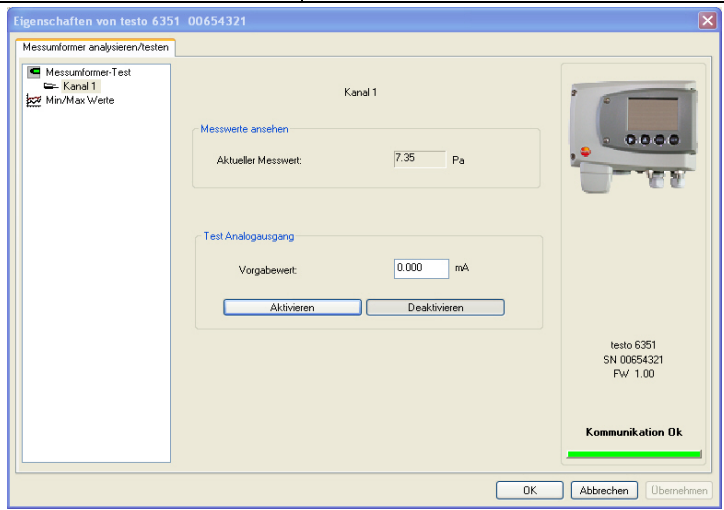 Eigenschaften von testo 6351 00654321
Messumformer analysieren/testen
Messumformer-Test
Kanal 1
Min/Max Werte
Kanal 1
Messwerte ansehen
Aktueller Messwert: 7.35 Pa
Test Analogausgang
Vorgabewert: 0.000 mA
Aktivieren Deaktivieren
testo 6351
SN 00654321
FW 1.00
Kommunikation Ok
OK Abbrechen Übernehmen